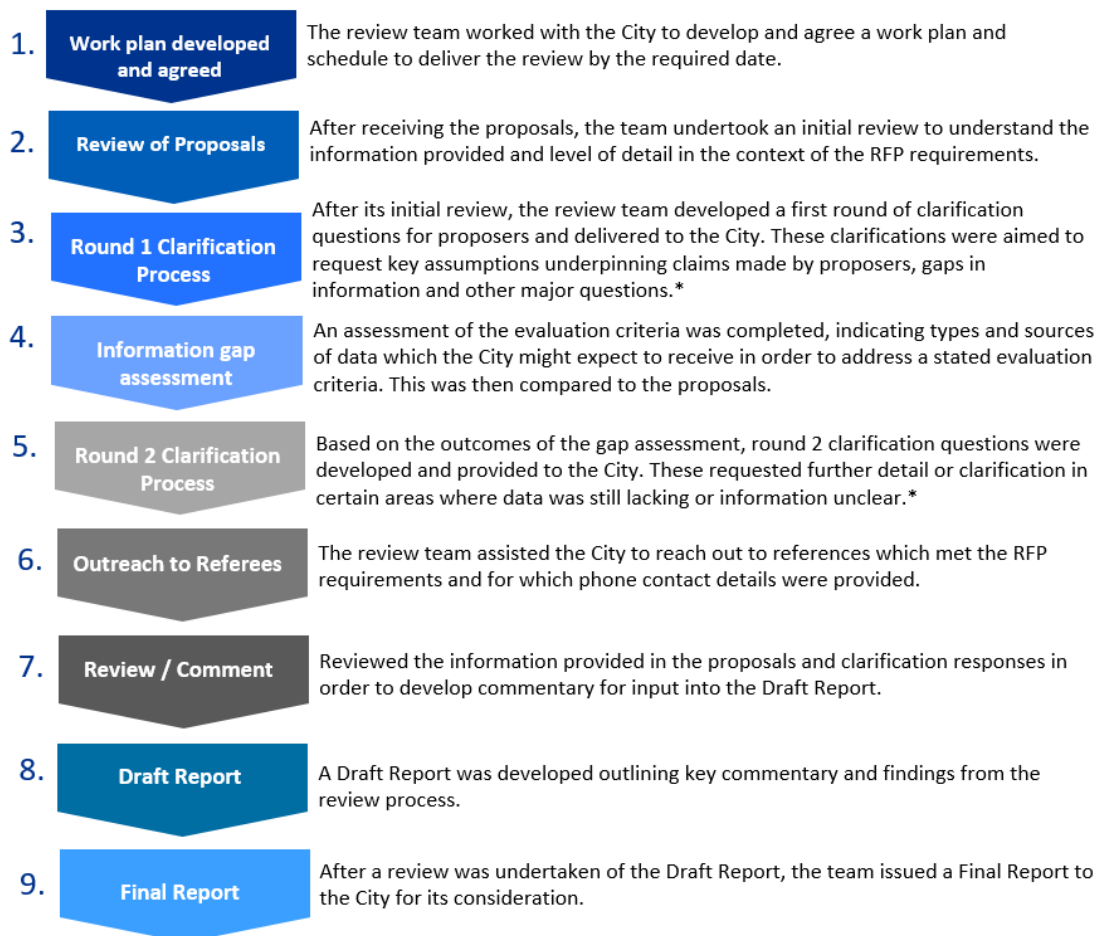 1.
Work plan developed
and agreed
The review team worked with the City to develop and agree a work plan and
schedule to deliver the review by the required date.
2.
Review of Proposals
After receiving the proposals, the team undertook an initial review to understand the
information provided and level of detail in the context of the RFP requirements.
3.
Round 1 Clarification
Process
After its initial review, the review team developed a first round of clarification
questions for proposers and delivered to the City. These clarifications were aimed to
request key assumptions underpinning claims made by proposers, gaps in
information and other major questions.*
4.
Information gap
assessment
An assessment of the evaluation criteria was completed, indicating types and sources
of data which the City might expect to receive in order to address a stated evaluation
criteria. This was then compared to the proposals.
5.
Round 2 Clarification
Process
Based on the outcomes of the gap assessment, round 2 clarification questions were
developed and provided to the City. These requested further detail or clarification in
certain areas where data was still lacking or information unclear.*
6.
Outreach to Referees
The review team assisted the City to reach out to references which met the RFP
requirements and for which phone contact details were provided.
7.
Review / Comment
Reviewed the information provided in the proposals and clarification responses in
order to develop commentary for input into the Draft Report.
8.
Draft Report
A Draft Report was developed outlining key commentary and findings from the
review process.
9.
Final Report
After a review was undertaken of the Draft Report, the team issued a Final Report to
the City for its consideration.